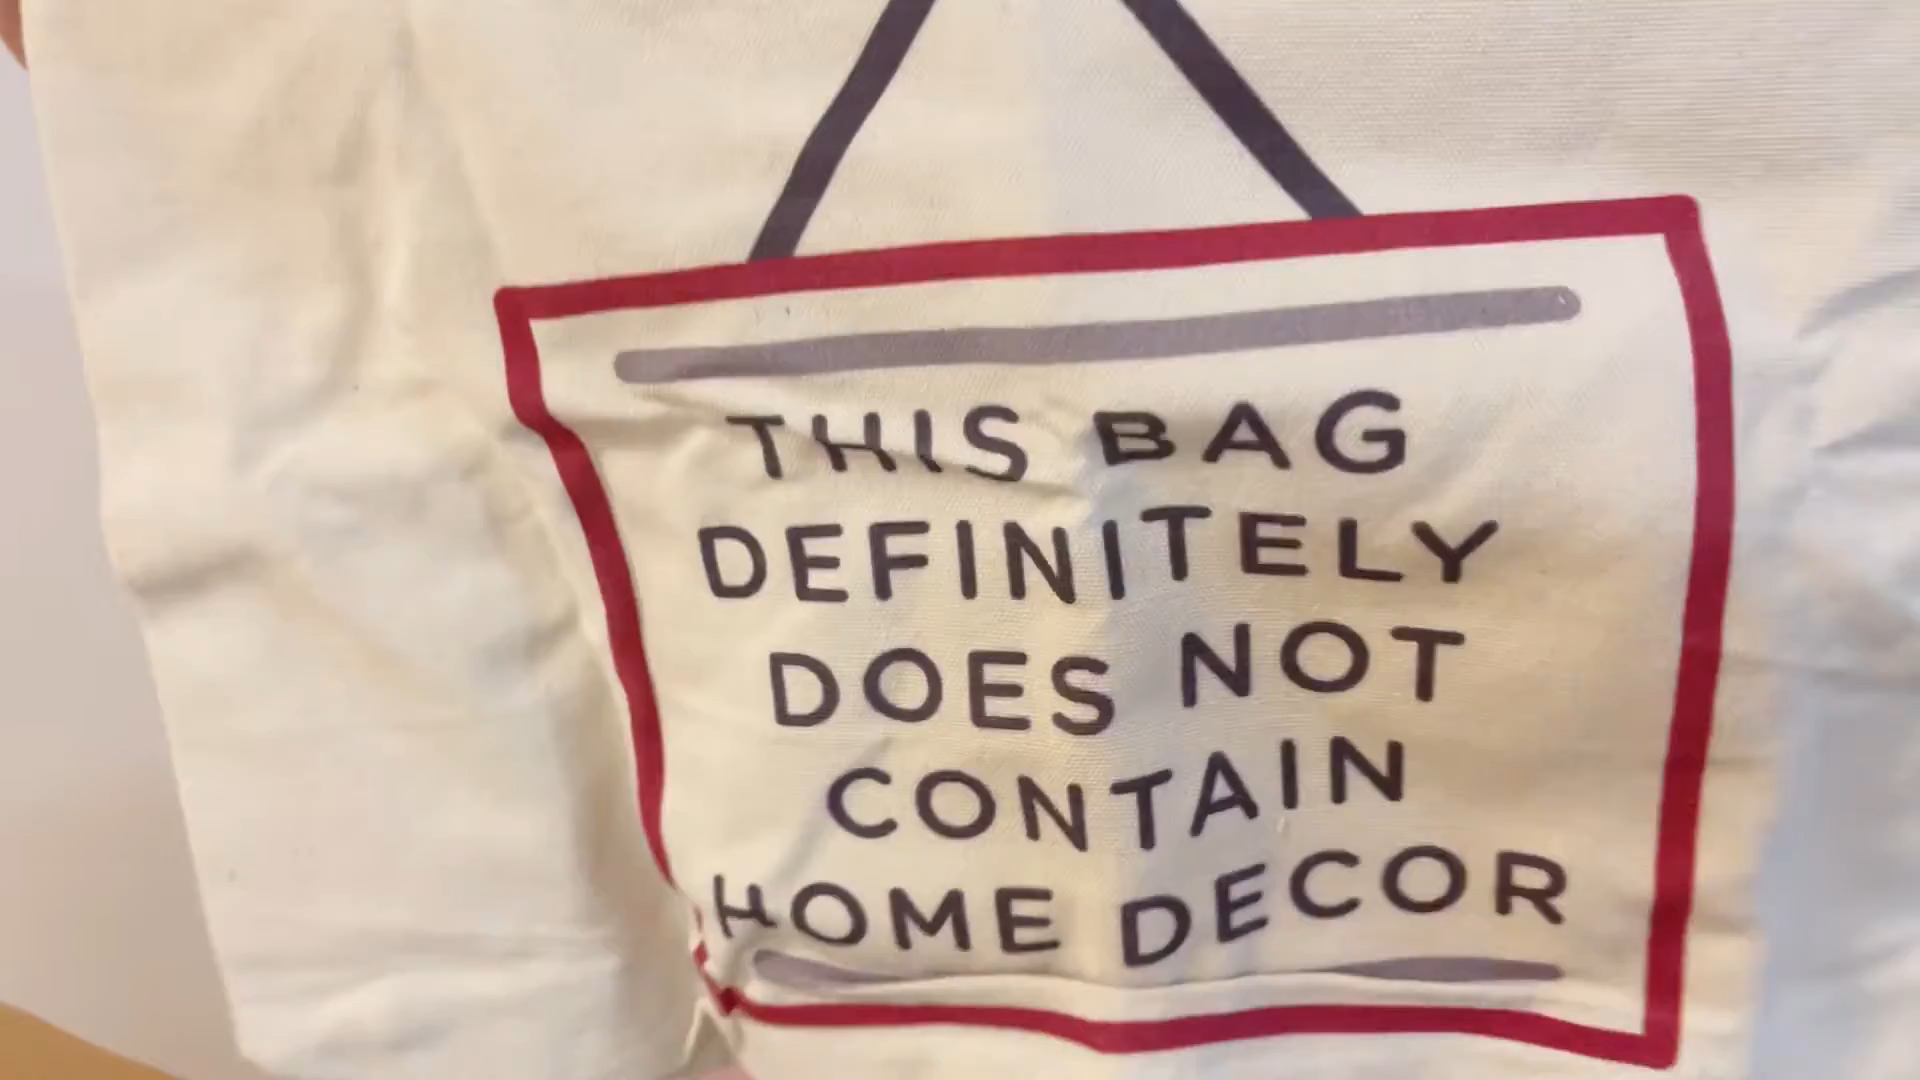 THIS BAG
DEFINITELY
DOES NOT
CONTAIN
HOME DECOR